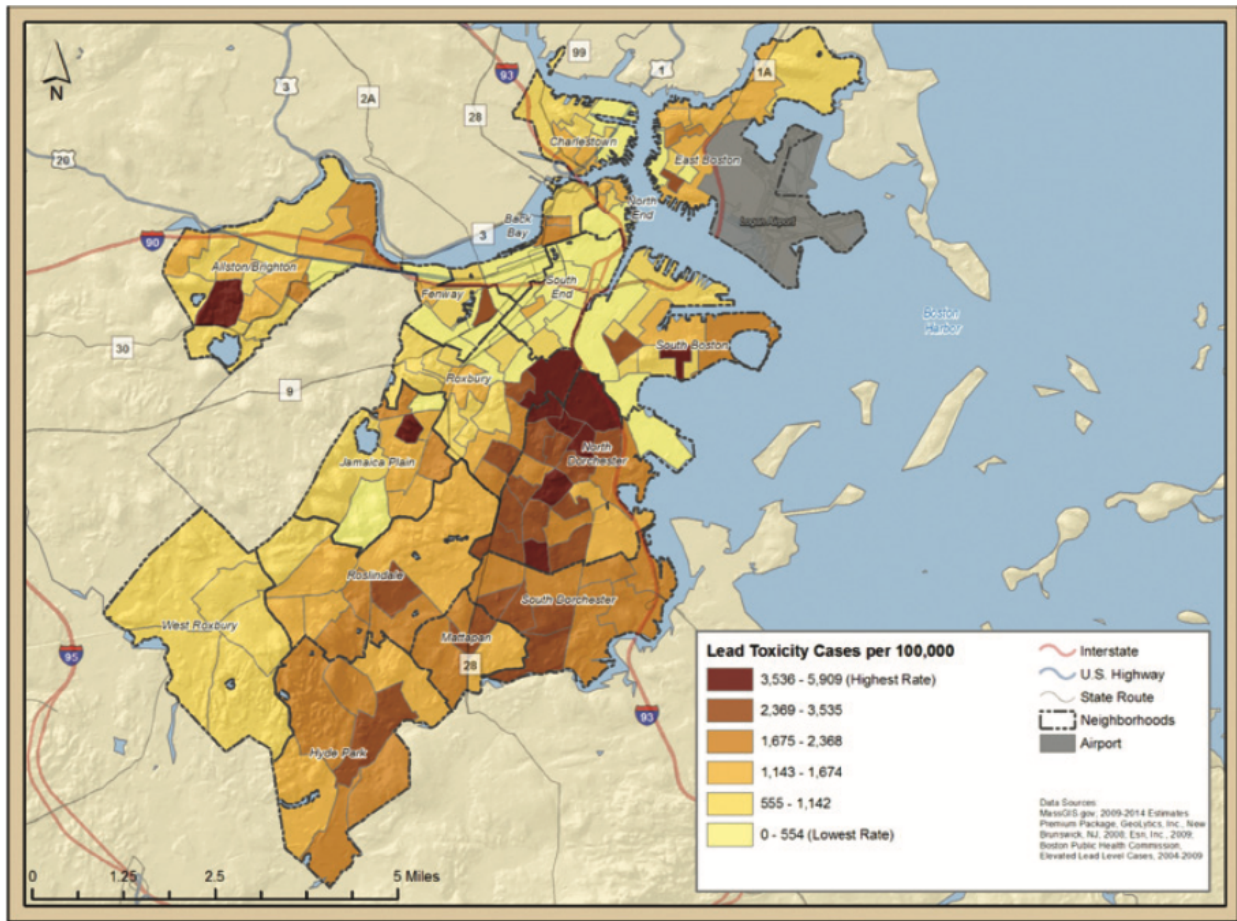 99
93
1
1A
3
2A
28
N
20
Charlestown
East Boston
North
End
Back
Bay
3
Logan Airport
90
Allston/Brighton
South
End
Fenway
Boston
Harbor
30
South Boston
9
Roxbury
North
Dorchester
Jamaica Plain
Roslindale
South Dorchester
West Roxbury
Mattapan
95
28
93
Hyde Park
0 1.25 2.5 5 Miles
Lead Toxicity Cases per 100,000
3,536 - 5,909 (Highest Rate)
2,369 - 3,535
1,675 - 2,368
1,143 - 1,674
555 - 1,142
0 - 554 (Lowest Rate)
Interstate
U.S. Highway
State Route
Neighborhoods
Airport
Data Sources:
MassGIS.gov; 2009-2014 Estimates
Premium Package, GeoLytics, Inc., New
Brunswick, NJ, 2008; Esri, Inc., 2009;
Boston Public Health Commission,
Elevated Lead Level Cases, 2004-2009